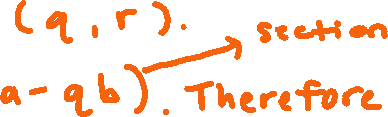 (q, r).
section
a - qb). Therefore